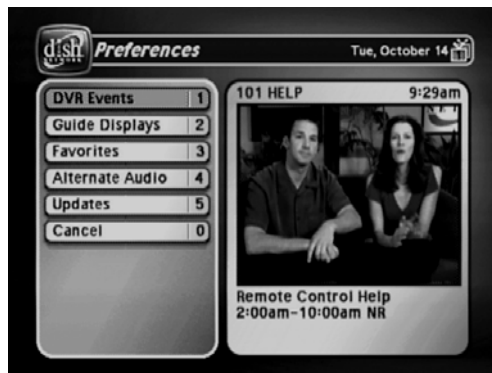 dish
NETWORK
Preferences
Tue, October 14
DVR Events 1
Guide Displays 2
Favorites 3
Alternate Audio 4
Updates 5
Cancel 0
101 HELP 9:29am
Remote Control Help
2:00am-10:00am NR